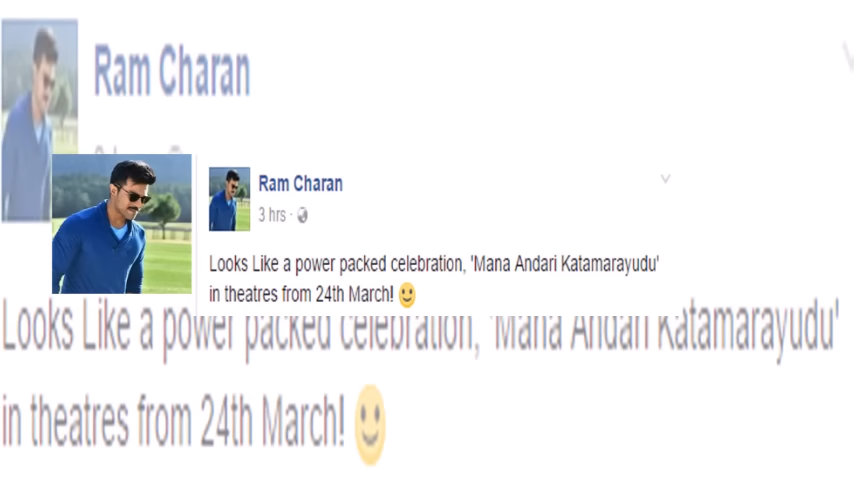 Ram Charan
Ram Charan
3 hrs ·
Looks Like a power packed celebration, 'Mana Andari Katamarayudu'
in theatres from 24th March! 🙂
Looks Like a power packed celebration, 'Mana Andari Katamarayudu'
in theatres from 24th March! 🙂